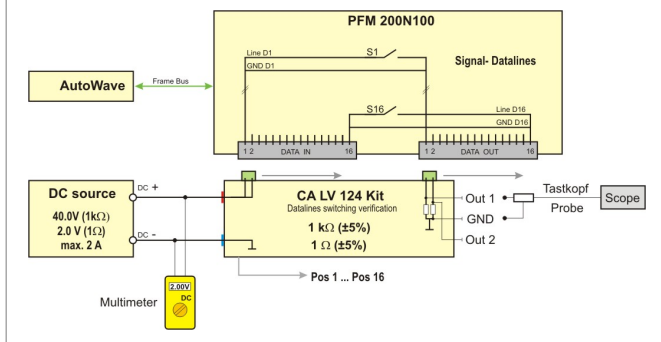 PFM 200N100
Line D1
S1
GND D1
Signal- Datalines
AutoWave
Frame Bus
S16
Line D16
GND D16
1 2
DATA IN
16
1 2
DATA OUT
16
DC source
40.0V (1kΩ)
2.0 V (1Ω)
max. 2 A
DC +
DC -
CA LV 124 Kit
Datalines switching verification
1 kΩ (±5%)
1 Ω (±5%)
Out 1
GND
Out 2
Tastkopf
Probe
Scope
Pos 1 ... Pos 16
2.00V
DC
Multimeter